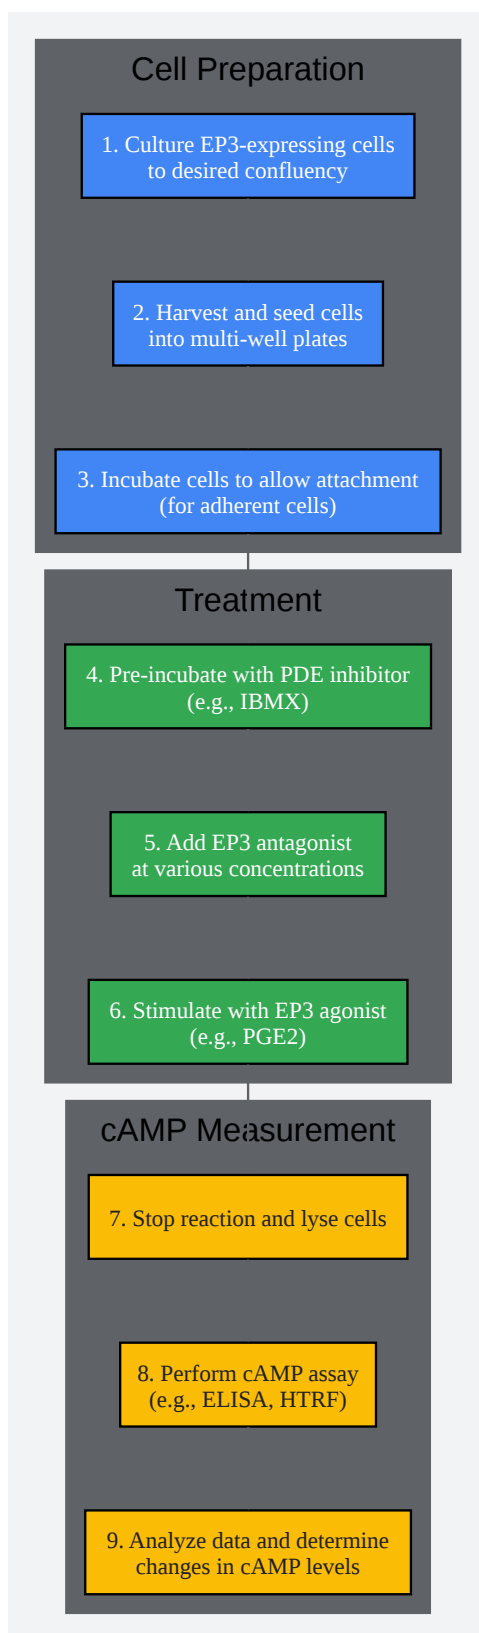 Cell Preparation
1. Culture EP3-expressing cells
to desired confluency
2. Harvest and seed cells
into multi-well plates
3. Incubate cells to allow attachment
(for adherent cells)
Treatment
4. Pre-incubate with PDE inhibitor
(e.g., IBMX)
5. Add EP3 antagonist
at various concentrations
6. Stimulate with EP3 agonist
(e.g., PGE2)
cAMP Measurement
7. Stop reaction and lyse cells
8. Perform cAMP assay
(e.g., ELISA, HTRF)
9. Analyze data and determine
changes in cAMP levels